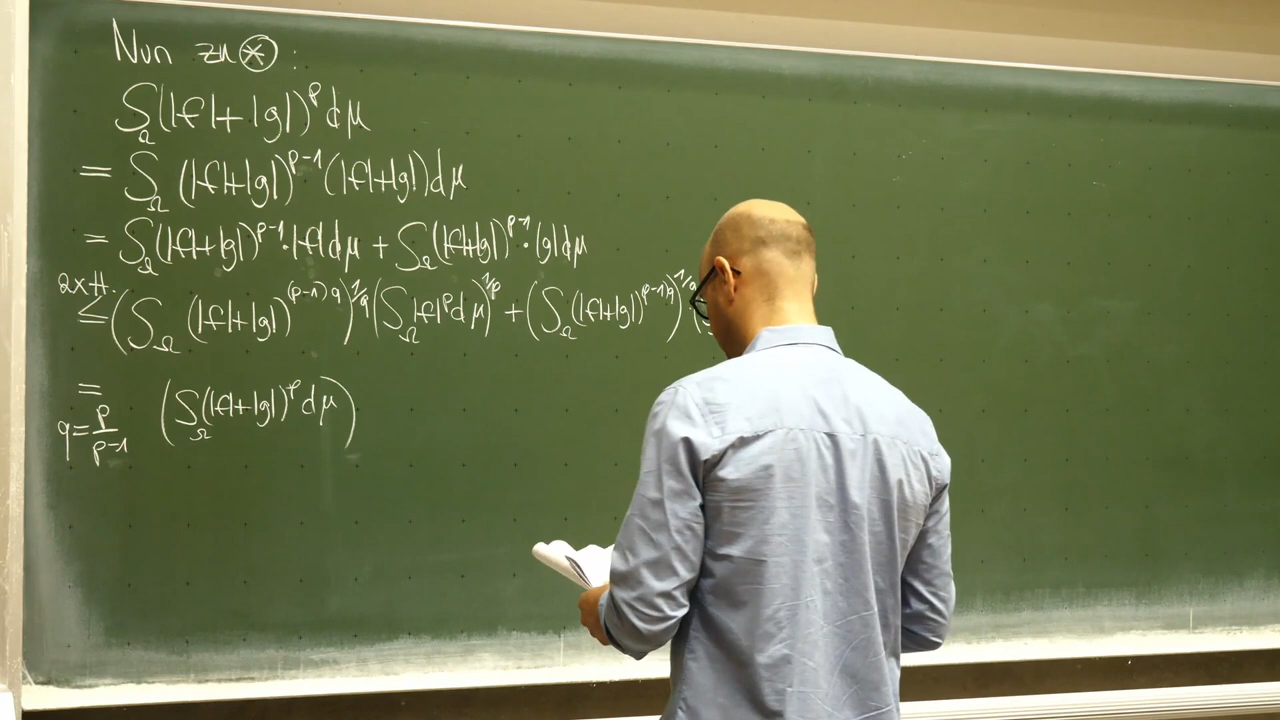 Nun zu ⊛:
∫_Ω (|f|+|g|)^p dμ
= ∫_Ω (|f|+|g|)^{p-1} (|f|+|g|) dμ
= ∫_Ω (|f|+|g|)^{p-1} · |f| dμ + ∫_Ω (|f|+|g|)^{p-1} · |g| dμ
2x H. ≤ (∫_Ω (|f|+|g|)^{(p-1)q})^{1/q} (∫_Ω |f|^p dμ)^{1/p} + (∫_Ω (|f|+|g|)^{(p-1)q})^{1/q} (
= (∫_Ω (|f|+|g|)^p dμ)
q = p/(p-1)